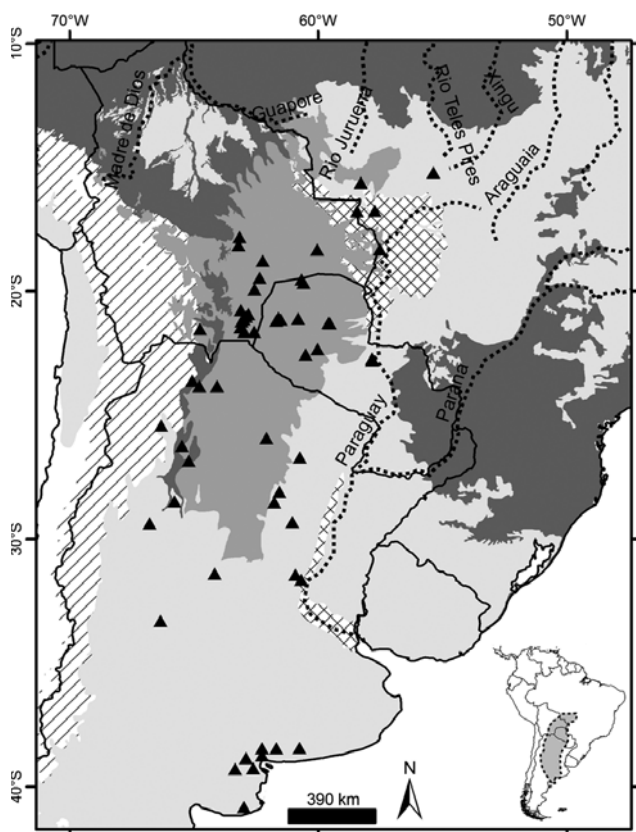 70°W 60°W 50°W
10°S
20°S
30°S
40°S
Madre de Dios
Guapore
Rio Juruena
Rio Teles Pires
Xingu
Araguaia
Paraguay
Parana
N
390 km